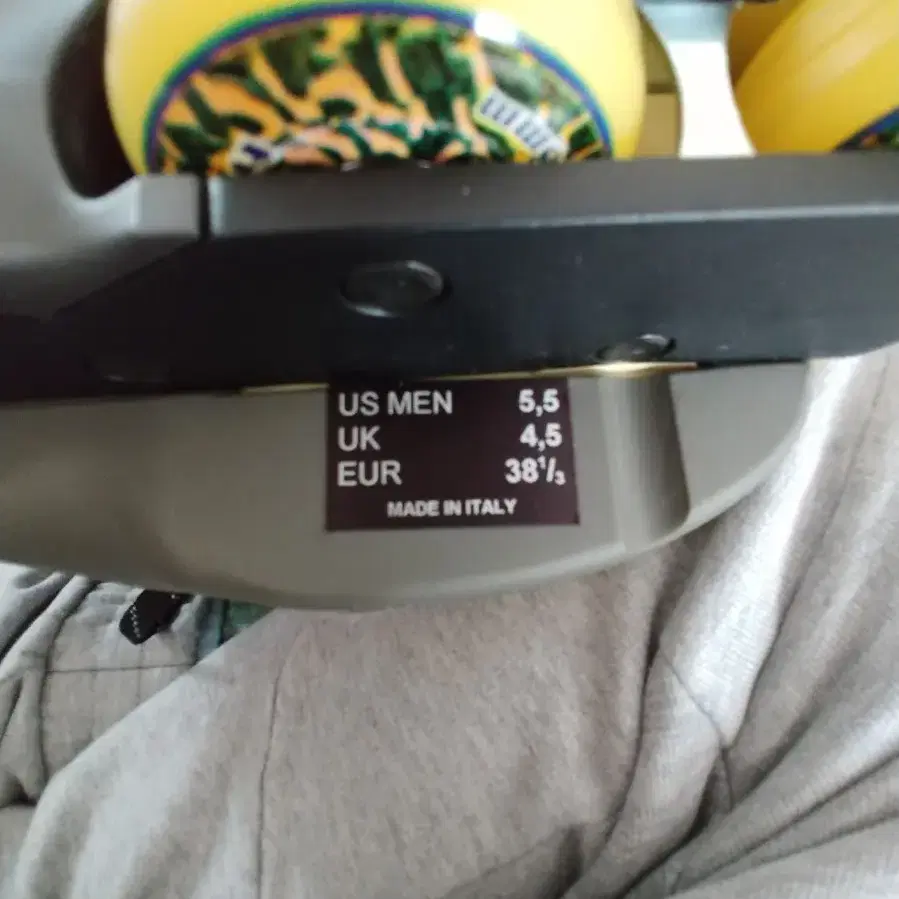 US MEN 5,5
UK 4,5
EUR 38¹/₃
MADE IN ITALY